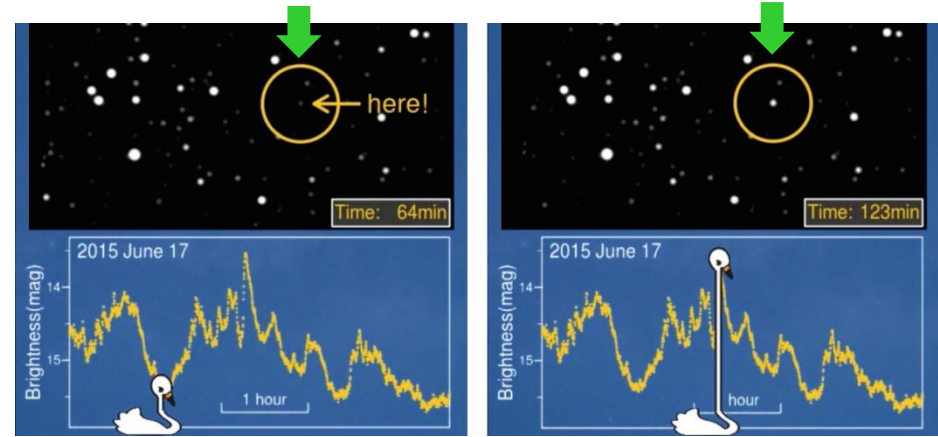 here!
Time: 64min
2015 June 17
Brightness(mag)
14
15
1 hour
Time: 123min
2015 June 17
Brightness(mag)
14
15
hour